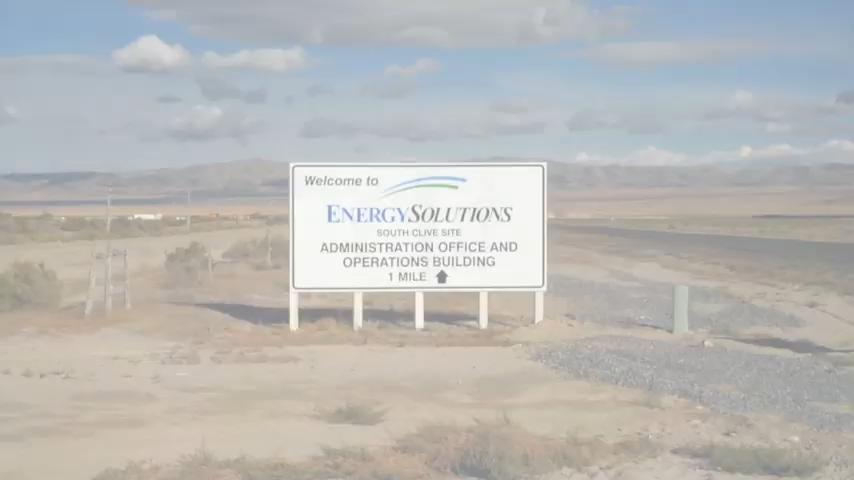 Welcome to
ENERGYSOLUTIONS
SOUTH CLIVE SITE
ADMINISTRATION OFFICE AND
OPERATIONS BUILDING
1 MILE